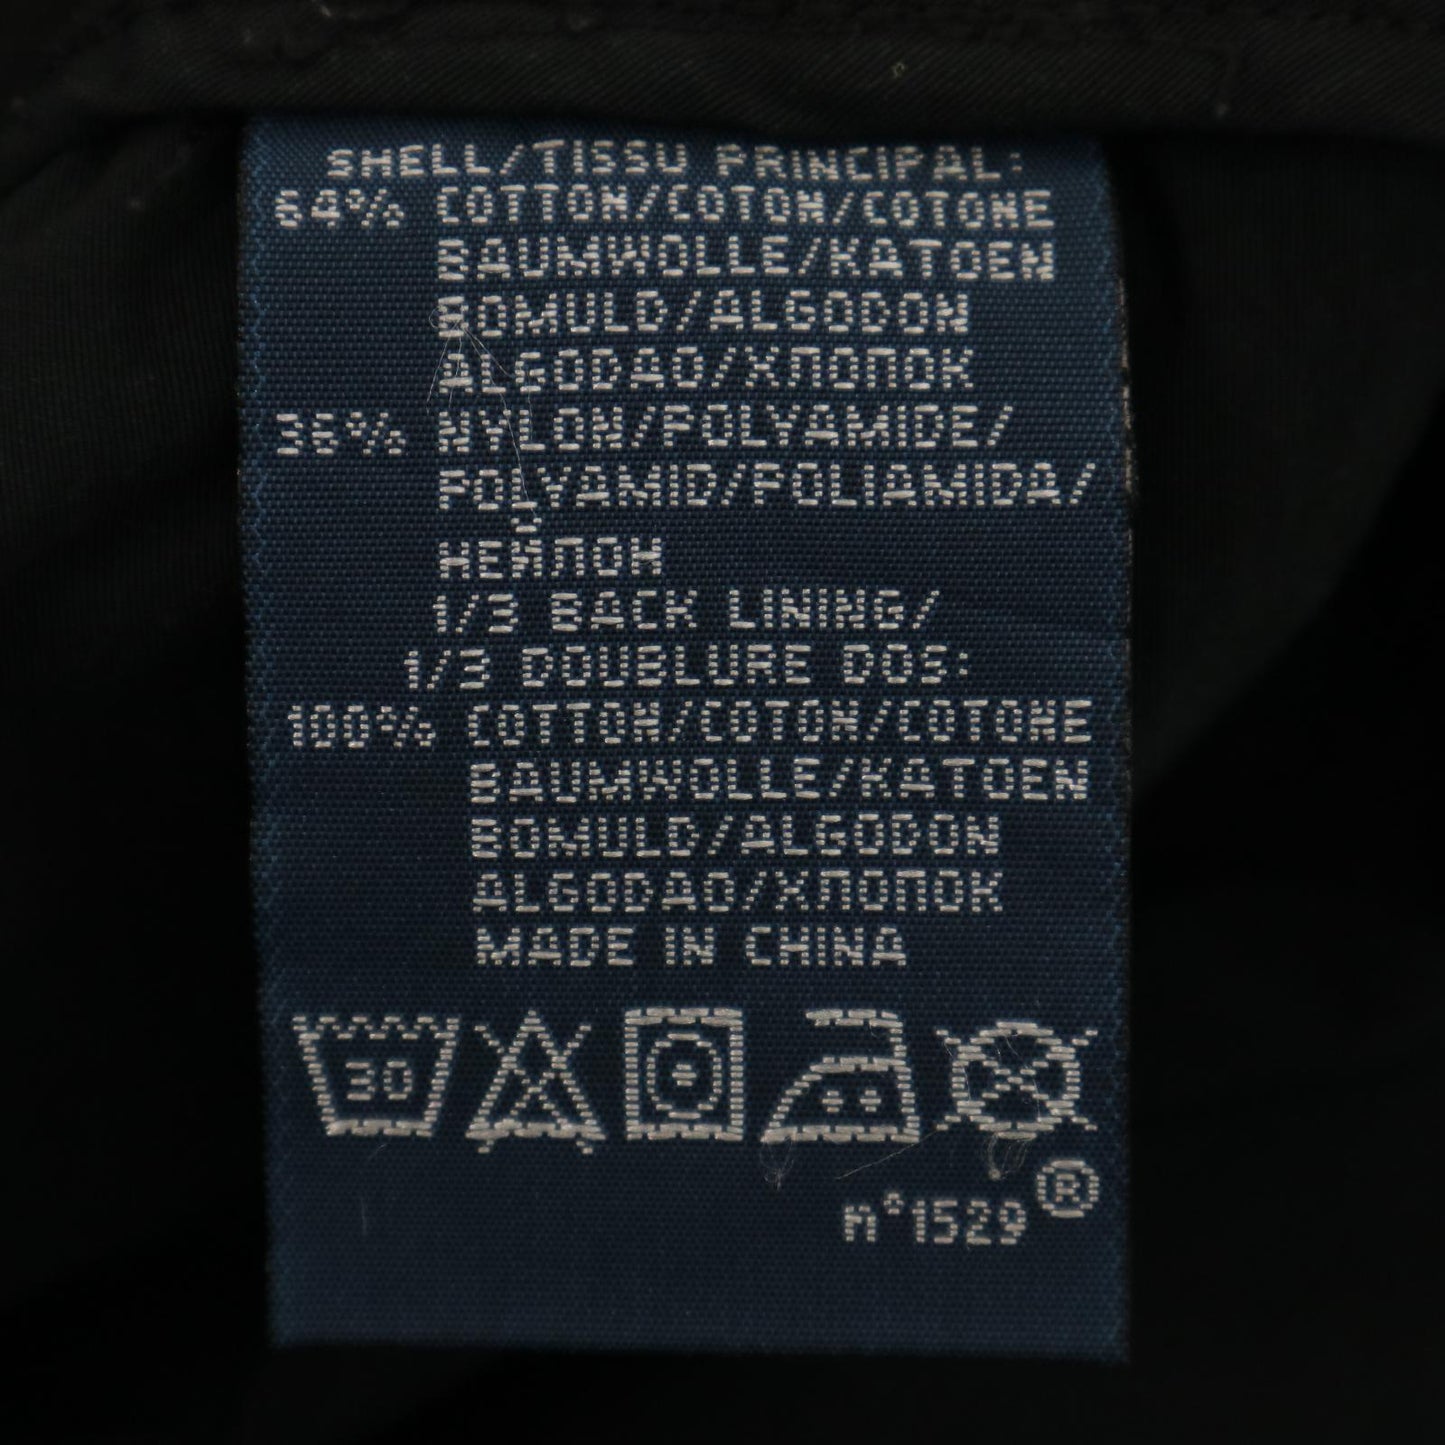 SHELL/TISSU PRINCIPAL:
64% COTTON/COTON/COTONE
BAUMWOLLE/KATOEN
BOMULD/ALGODON
ALGODAO/ХЛОПОК
36% NYLON/POLYAMIDE/
POLYAMID/POLIAMIDA/
НЕЙЛОН
1/3 BACK LINING/
1/3 DOUBLURE DOS:
100% COTTON/COTON/COTONE
BAUMWOLLE/KATOEN
BOMULD/ALGODON
ALGODAO/ХЛОПОК
MADE IN CHINA
30
n°1529®